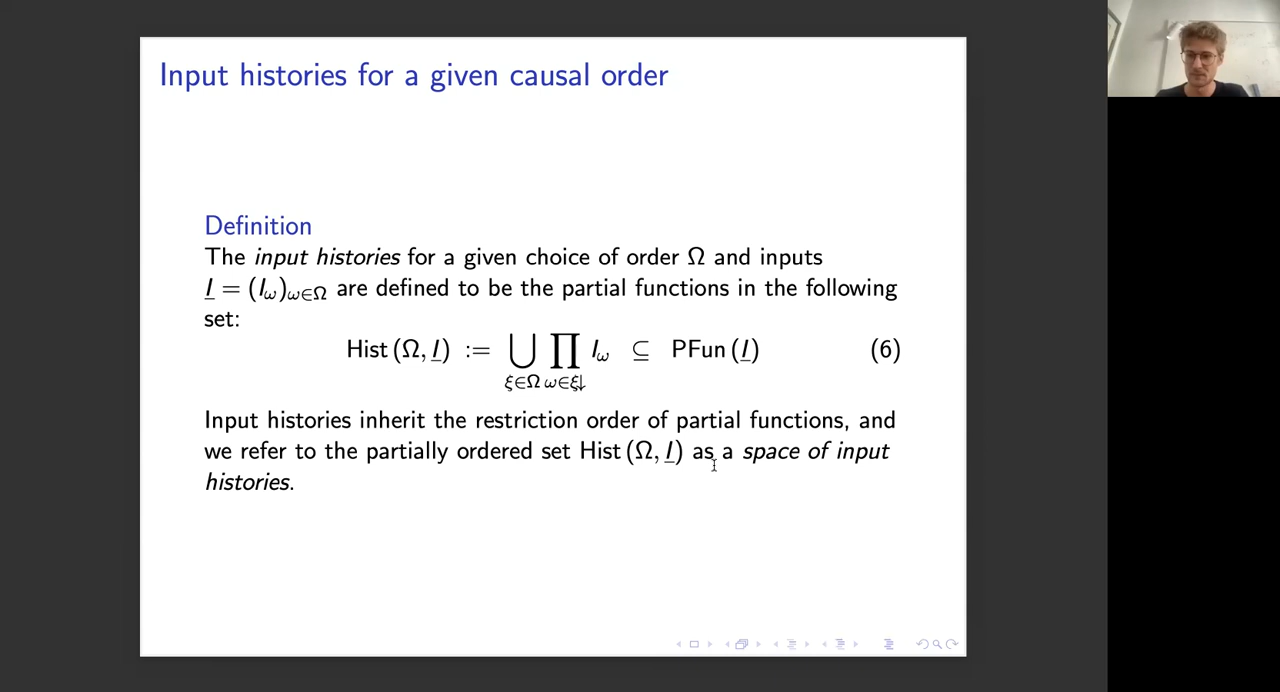 Input histories for a given causal order
Definition
The input histories for a given choice of order Ω and inputs
I̲ = (I_ω)_{ω∈Ω} are defined to be the partial functions in the following
set:
Hist (Ω, I̲) := ⋃_{ξ∈Ω} ∏_{ω∈ξ↓} I_ω ⊆ PFun (I̲) (6)
Input histories inherit the restriction order of partial functions, and
we refer to the partially ordered set Hist (Ω, I̲) as a space of input
histories.